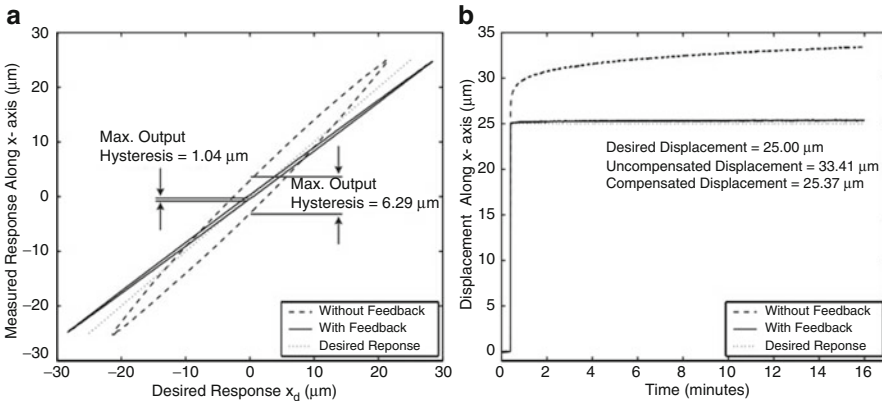 a
Measured Response Along x- axis (μm)
30
20
10
0
−10
−20
−30
Max. Output
Hysteresis = 1.04 μm
Max. Output
Hysteresis = 6.29 μm
Without Feedback
With Feedback
Desired Reponse
−30
−20
−10
0
10
20
30
Desired Response x_d (μm)
b
Displacement Along x- axis (μm)
35
30
25
20
15
10
5
0
Desired Displacement = 25.00 μm
Uncompensated Displacement = 33.41 μm
Compensated Displacement = 25.37 μm
Without Feedback
With Feedback
Desired Reponse
0
2
4
6
8
10
12
14
16
Time (minutes)